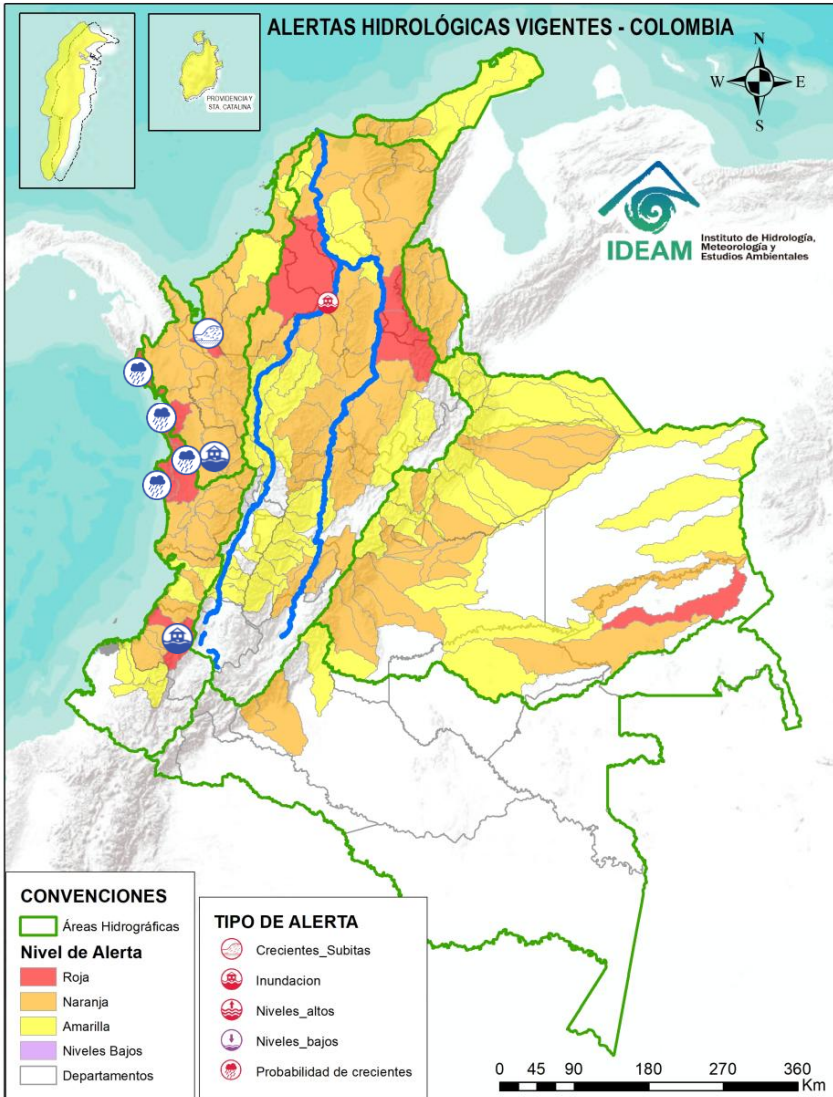 ALERTAS HIDROLÓGICAS VIGENTES - COLOMBIA
PROVIDENCIA Y
STA. CATALINA
N
W
E
S
IDEAM
Instituto de Hidrología,
Meteorología y
Estudios Ambientales
CONVENCIONES
Áreas Hidrográficas
Nivel de Alerta
Roja
Naranja
Amarilla
Niveles Bajos
Departamentos
TIPO DE ALERTA
Crecientes_Subitas
Inundacion
Niveles_altos
Niveles_bajos
Probabilidad de crecientes
0 45 90 180 270 360
Km